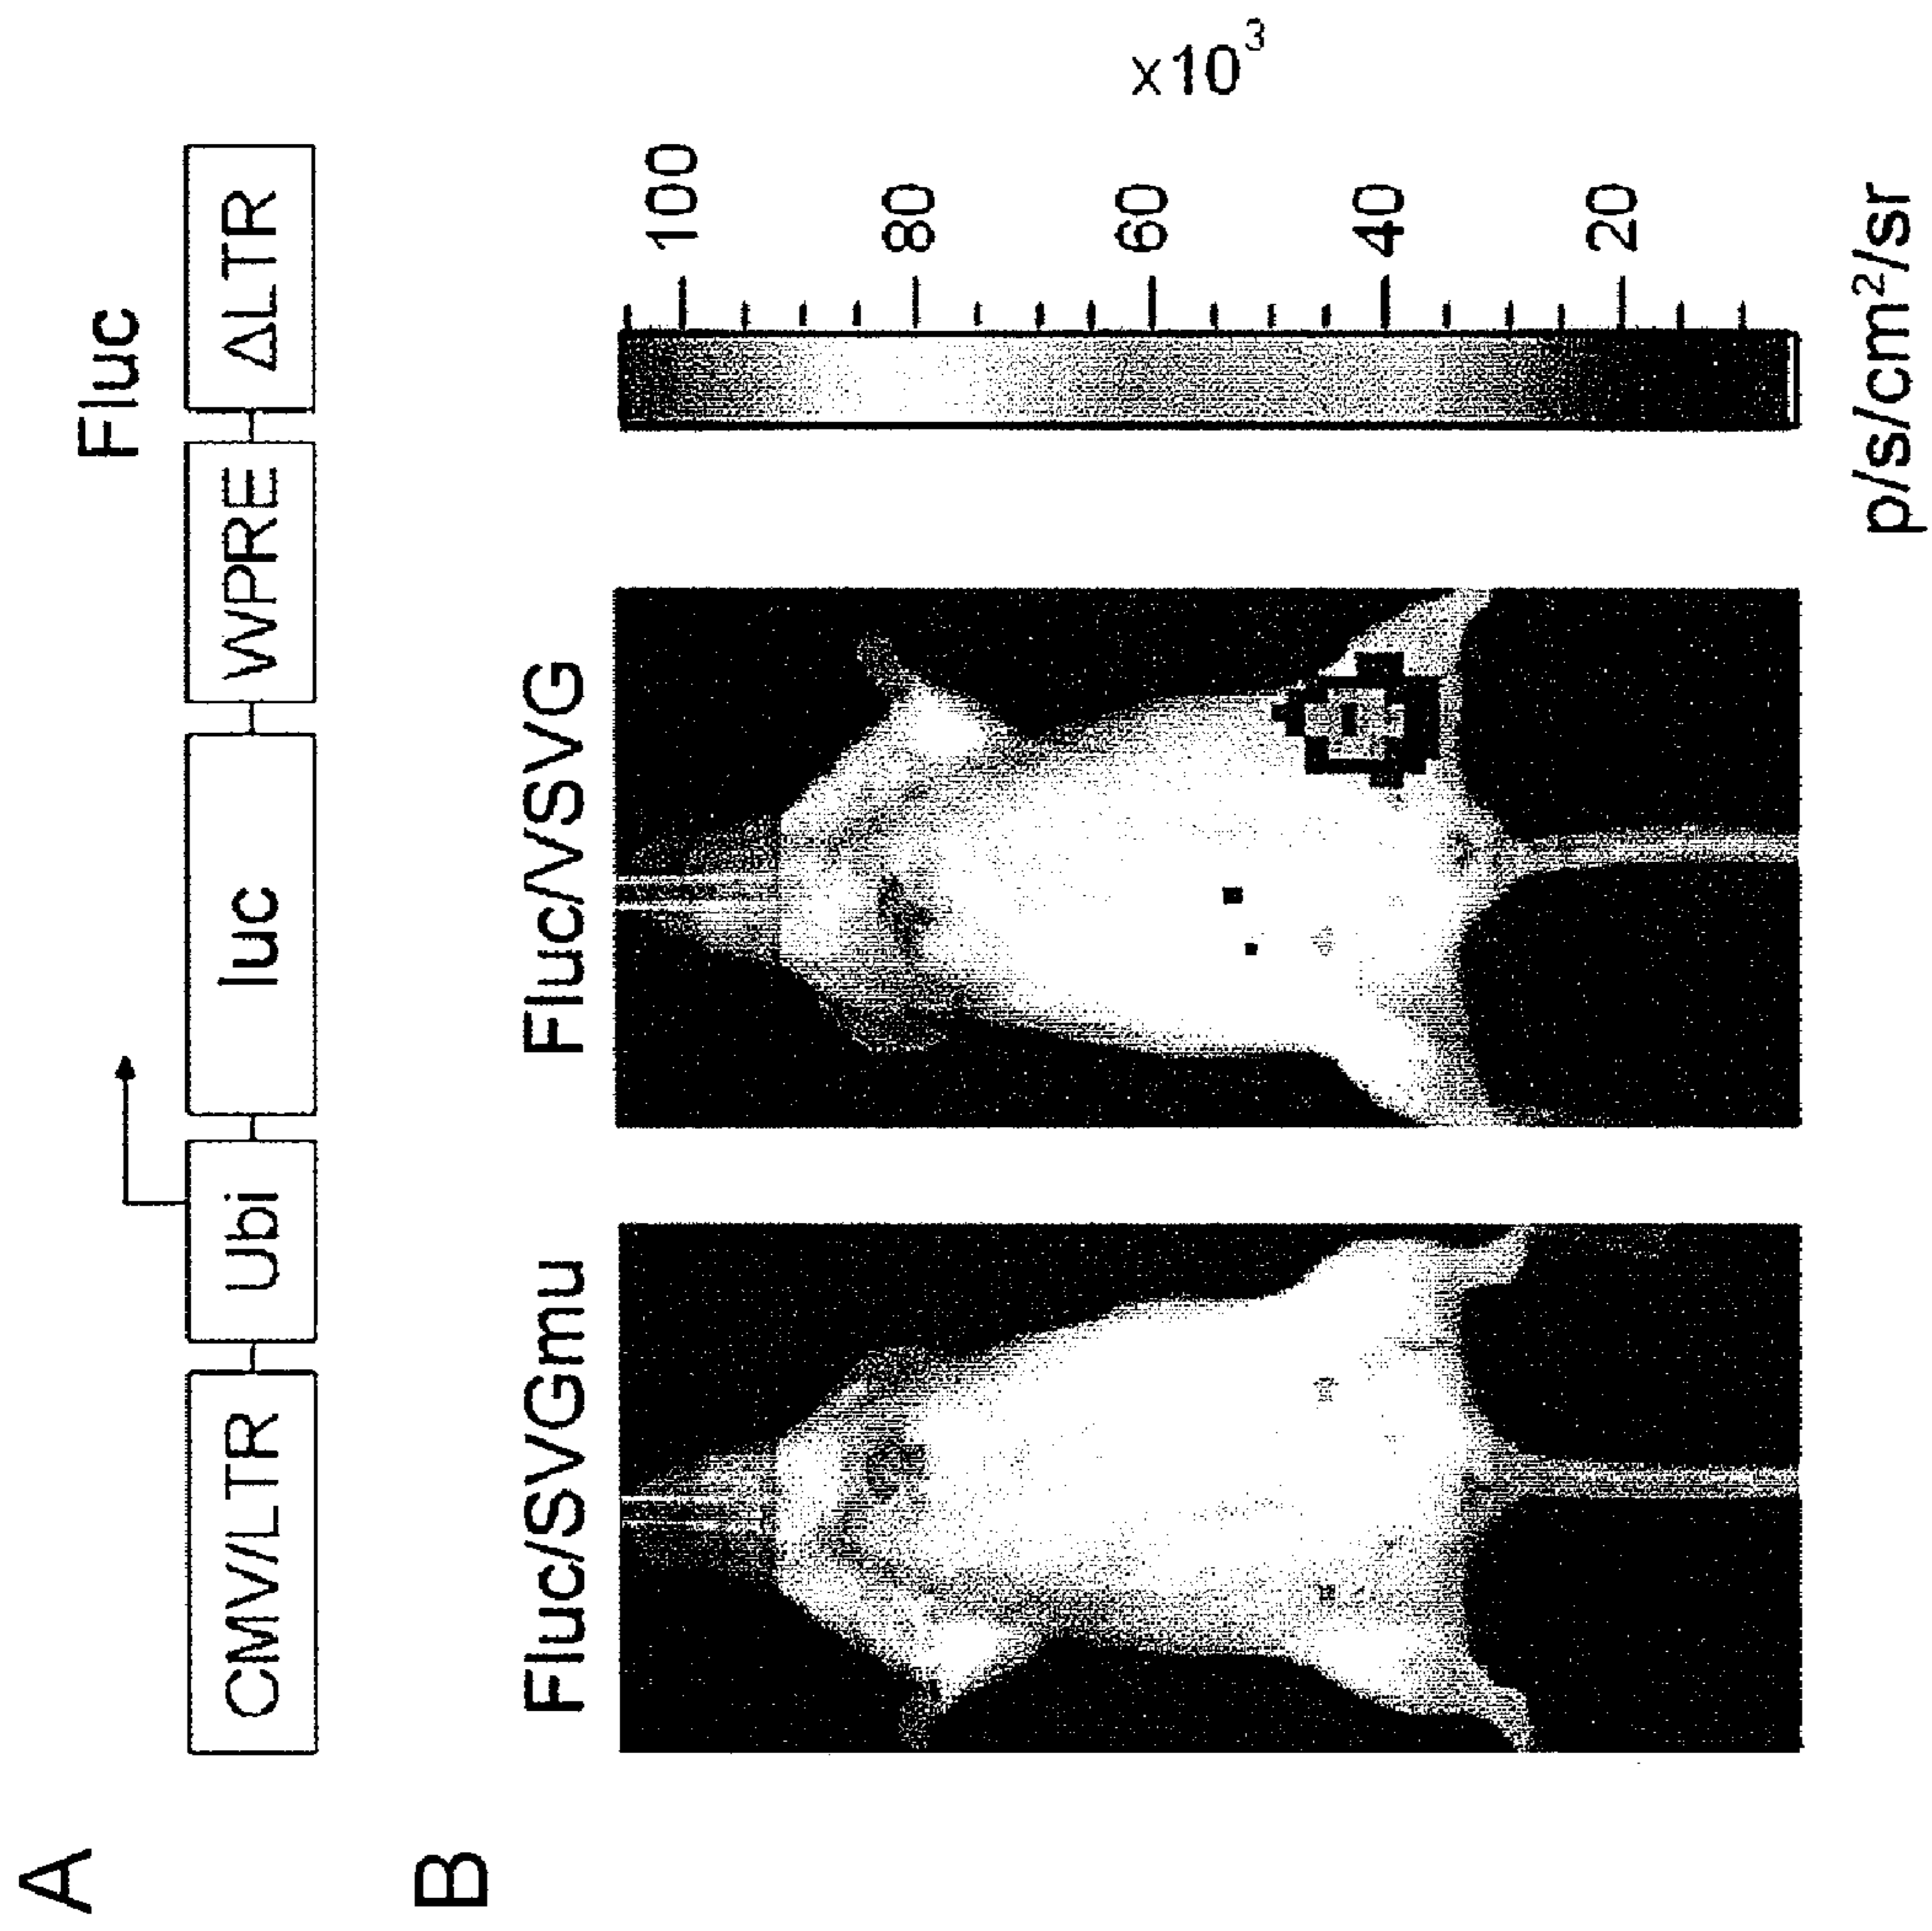 A
Fluc
CMV/LTR Ubi luc WPRE ΔLTR
B
Fluc/SVGmu Fluc/VSVG
x10³
100
80
60
40
20
p/s/cm²/sr